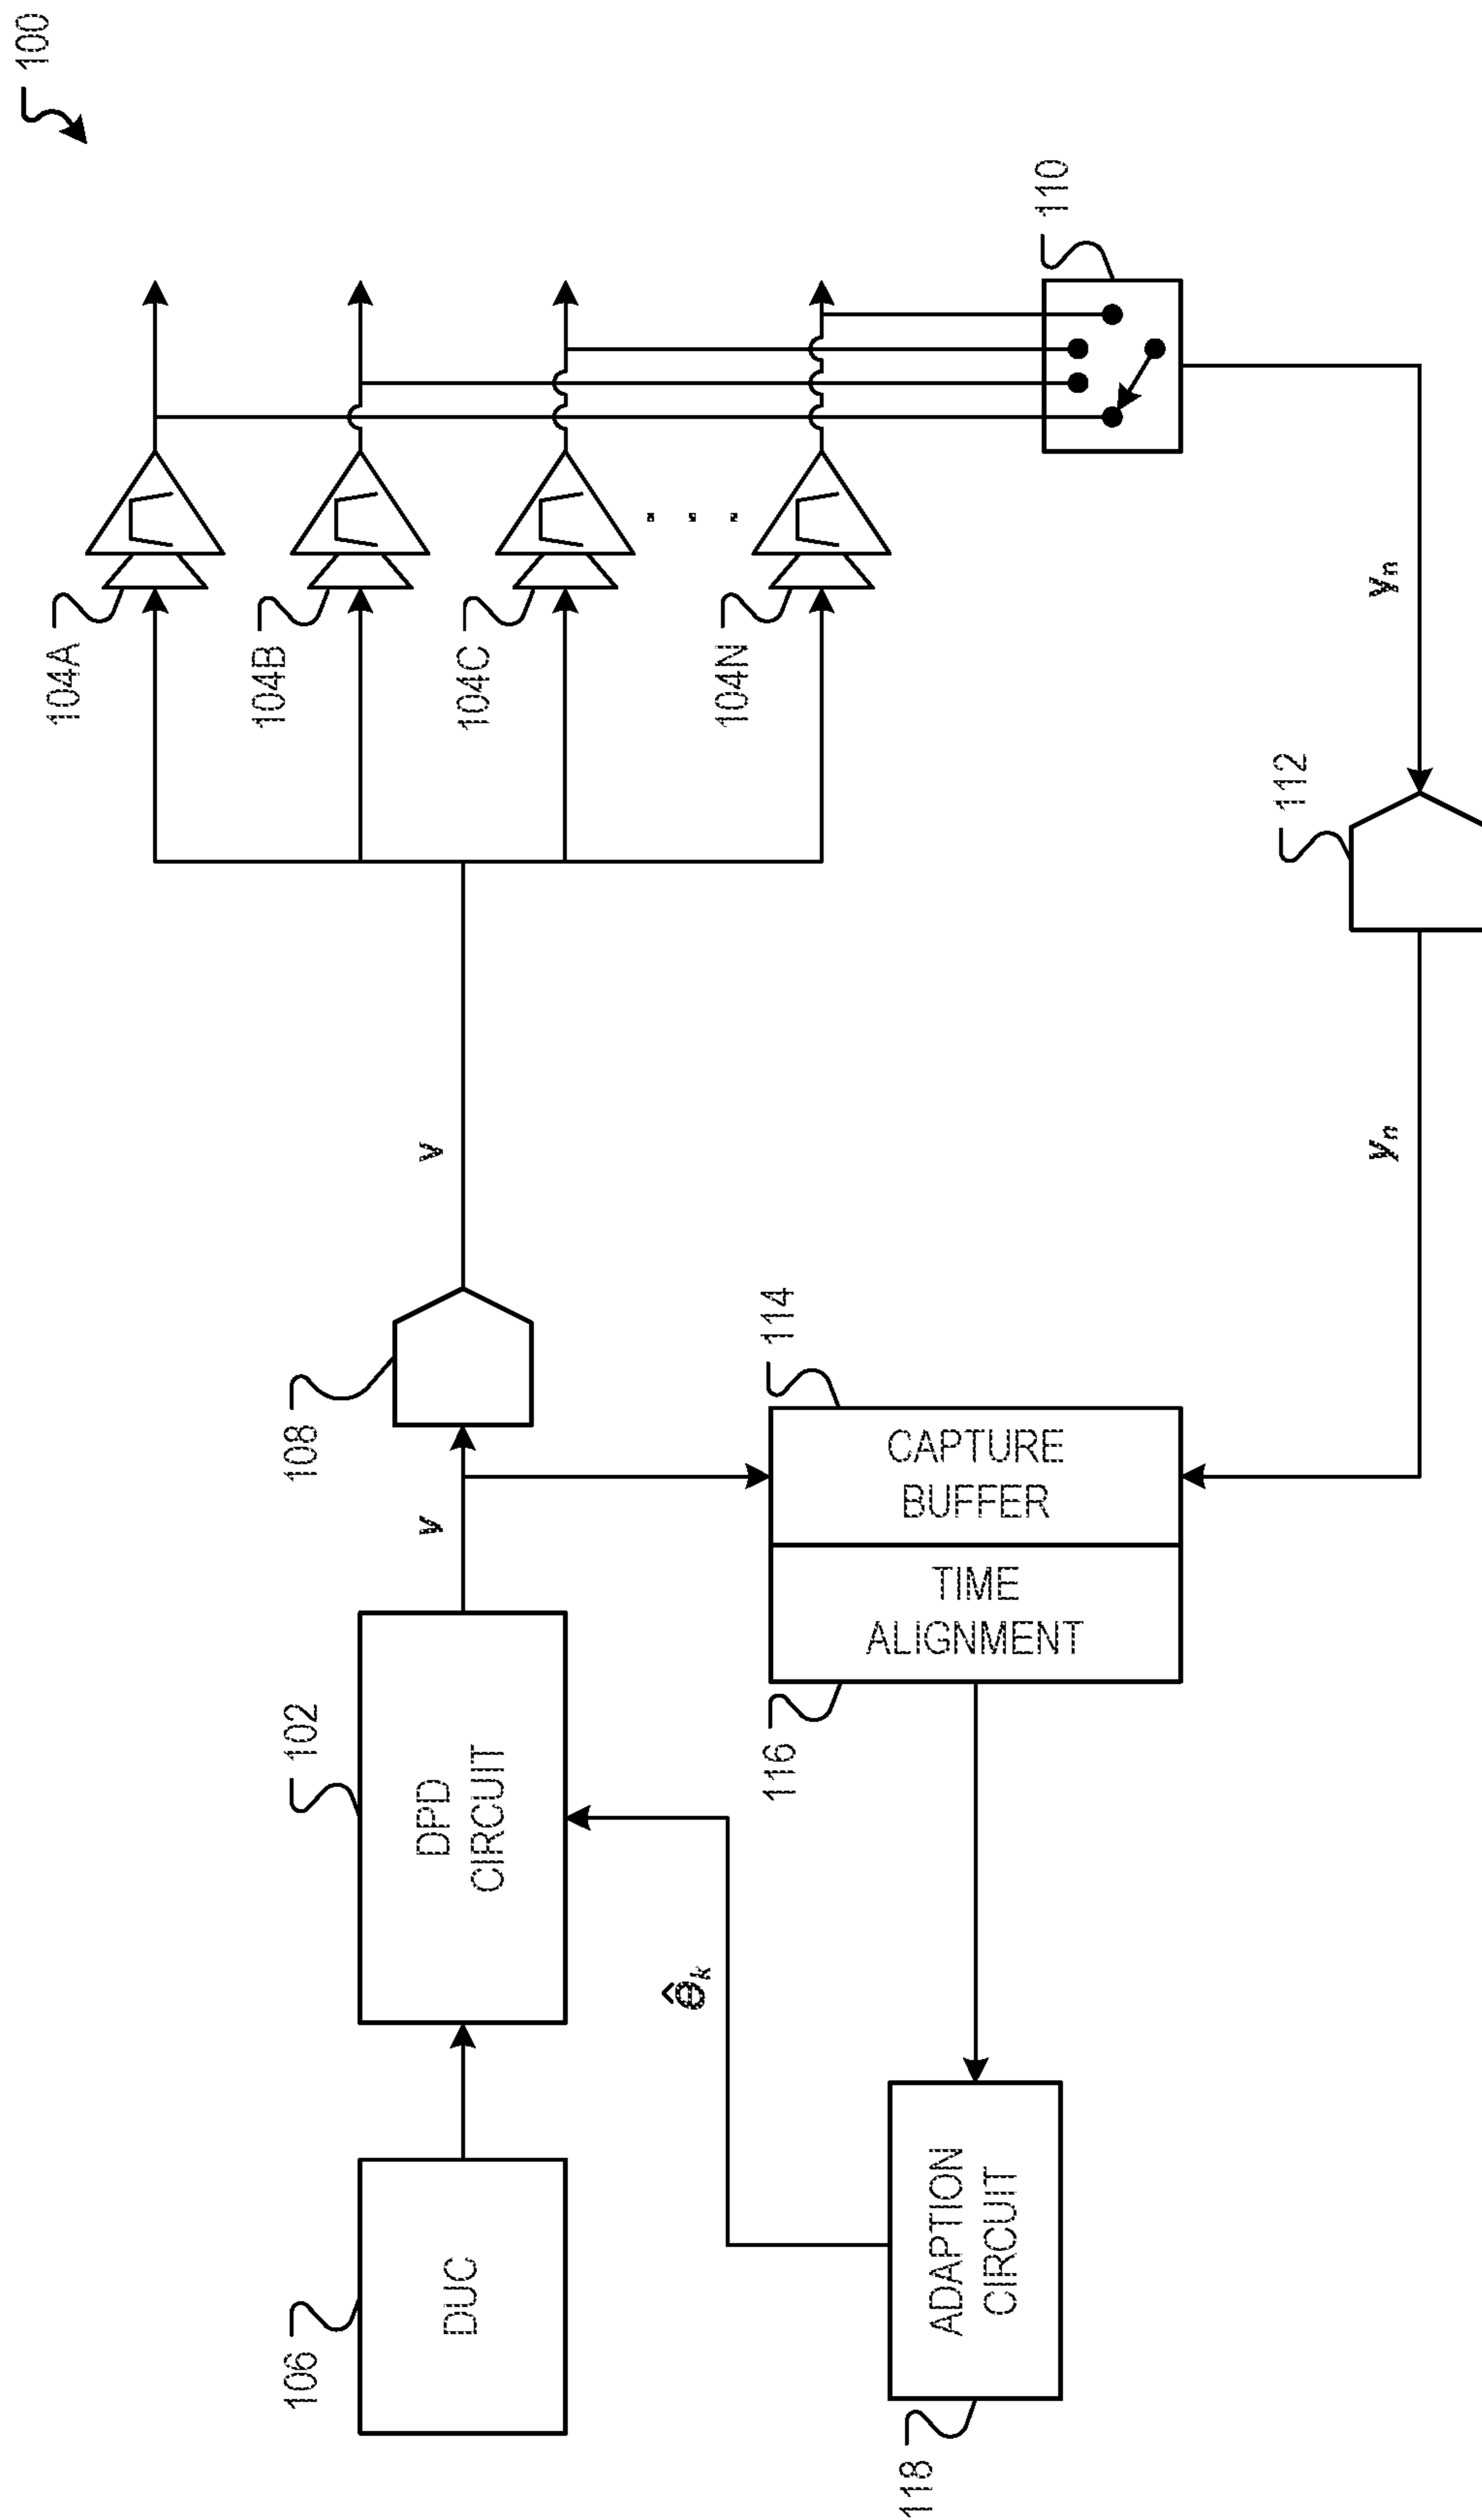 100
104A
104B
104C
. . .
104N
110
106
DUC
102
DPD
CIRCUIT
v
108
v
θ̂k
114
CAPTURE
BUFFER
TIME
ALIGNMENT
116
118
ADAPTION
CIRCUIT
112
yn
yn